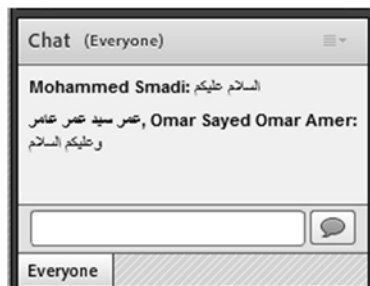 Chat (Everyone)
Mohammed Smadi: السلام عليكم
عمر سيد عمر عامر, Omar Sayed Omar Amer:
وعليكم السلام
Everyone